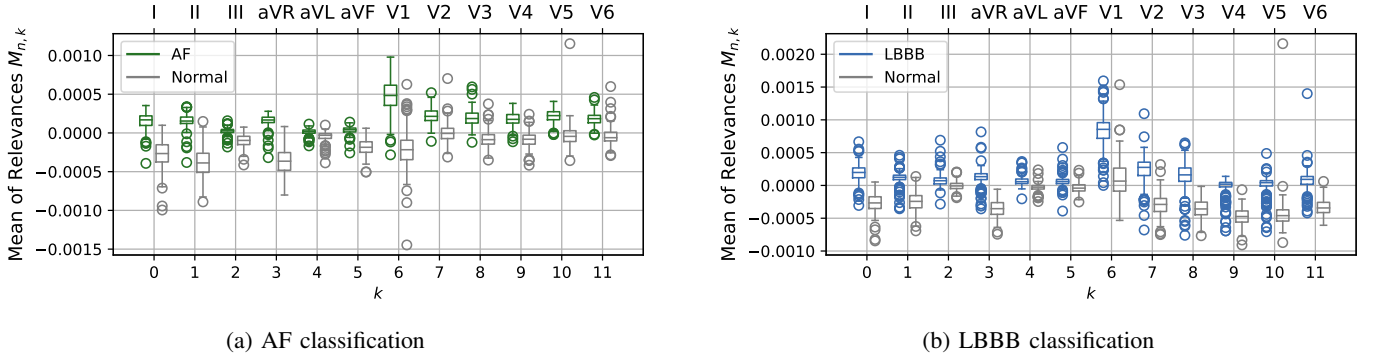 I II III aVR aVL aVF V1 V2 V3 V4 V5 V6
0.0010
0.0005
0.0000
−0.0005
−0.0010
−0.0015
Mean of Relevances M_{n,k}
AF
Normal
0 1 2 3 4 5 6 7 8 9 10 11
k
(a) AF classification
I II III aVR aVL aVF V1 V2 V3 V4 V5 V6
0.0020
0.0015
0.0010
0.0005
0.0000
−0.0005
−0.0010
Mean of Relevances M_{n,k}
LBBB
Normal
0 1 2 3 4 5 6 7 8 9 10 11
k
(b) LBBB classification